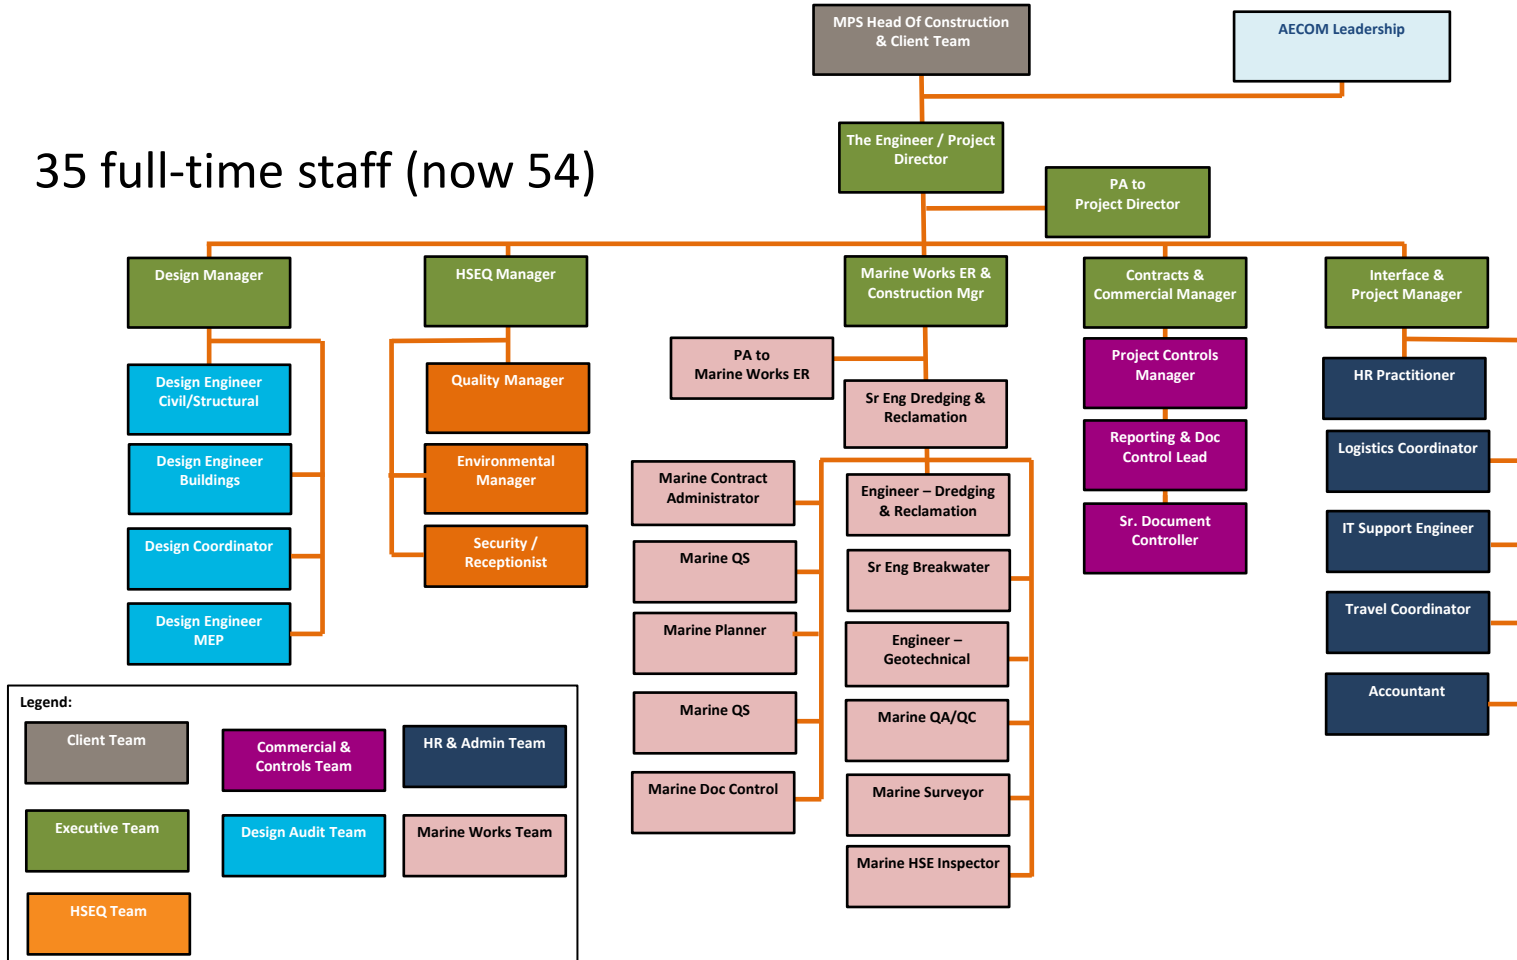 MPS Head Of Construction
& Client Team
AECOM Leadership
The Engineer / Project
Director
35 full-time staff (now 54)
PA to
Project Director
Design Manager
HSEQ Manager
Marine Works ER &
Construction Mgr
Contracts &
Commercial Manager
Interface &
Project Manager
Design Engineer
Civil/Structural
Design Engineer
Buildings
Design Coordinator
Design Engineer
MEP
Quality Manager
Environmental
Manager
Security /
Receptionist
PA to
Marine Works ER
Sr Eng Dredging &
Reclamation
Marine Contract
Administrator
Marine QS
Marine Planner
Marine QS
Marine Doc Control
Engineer – Dredging
& Reclamation
Sr Eng Breakwater
Engineer –
Geotechnical
Marine QA/QC
Marine Surveyor
Marine HSE Inspector
Project Controls
Manager
Reporting & Doc
Control Lead
Sr. Document
Controller
HR Practitioner
Logistics Coordinator
IT Support Engineer
Travel Coordinator
Accountant
Legend:
Client Team
Commercial &
Controls Team
HR & Admin Team
Executive Team
Design Audit Team
Marine Works Team
HSEQ Team